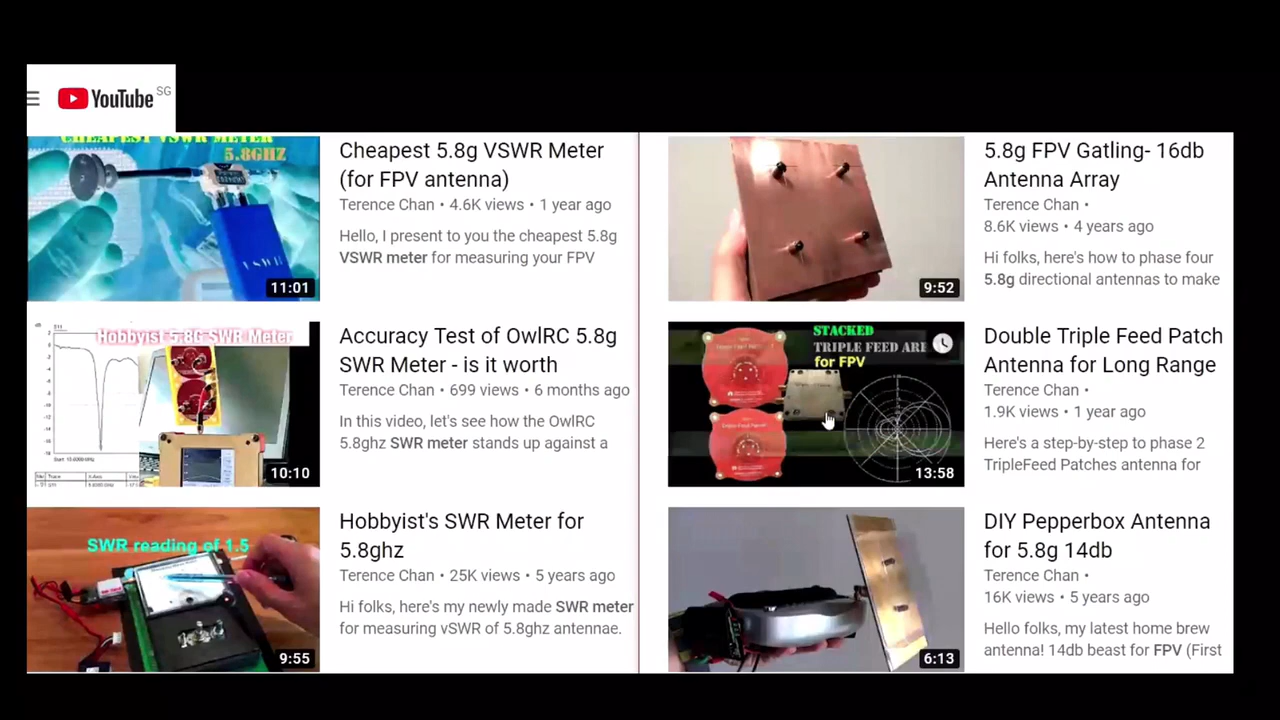 YouTube SG
CHEAPEST VSWR METER
5.8GHZ
VSWR
11:01
Cheapest 5.8g VSWR Meter
(for FPV antenna)
Terence Chan • 4.6K views • 1 year ago
Hello, I present to you the cheapest 5.8g
VSWR meter for measuring your FPV
Hobbyist 5.8G SWR Meter
10:10
Accuracy Test of OwlRC 5.8g
SWR Meter - is it worth
Terence Chan • 699 views • 6 months ago
In this video, let's see how the OwlRC
5.8ghz SWR meter stands up against a
SWR reading of 1.5
9:55
Hobbyist's SWR Meter for
5.8ghz
Terence Chan • 25K views • 5 years ago
Hi folks, here's my newly made SWR meter
for measuring vSWR of 5.8ghz antennae.
9:52
5.8g FPV Gatling- 16db
Antenna Array
Terence Chan •
8.6K views • 4 years ago
Hi folks, here's how to phase four
5.8g directional antennas to make
STACKED
TRIPLE FEED ARE
for FPV
13:58
Double Triple Feed Patch
Antenna for Long Range
Terence Chan •
1.9K views • 1 year ago
Here's a step-by-step to phase 2
TripleFeed Patches antenna for
6:13
DIY Pepperbox Antenna
for 5.8g 14db
Terence Chan •
16K views • 5 years ago
Hello folks, my latest home brew
antenna! 14db beast for FPV (First